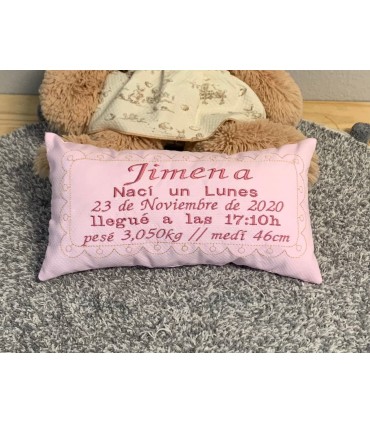 Jimena
Nací un Lunes
23 de Noviembre de 2020
llegué a las 17:10h
pesé 3,050kg // medí 46cm